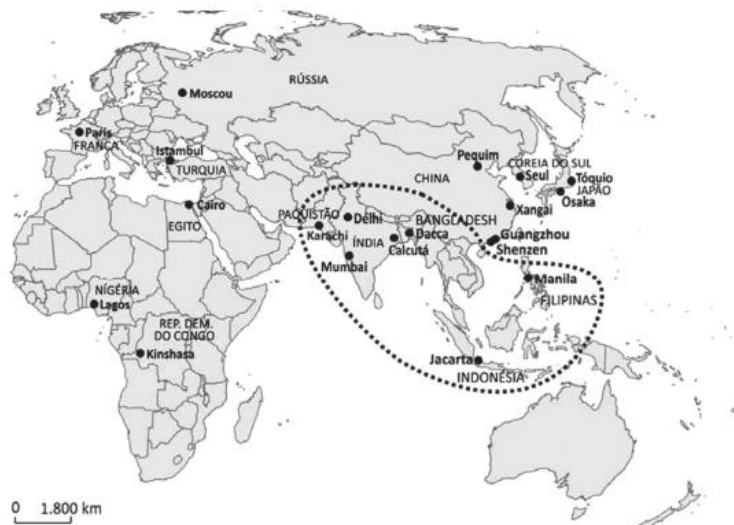 RÚSSIA
Moscou
Paris
FRANÇA
Istambul
TURQUIA
Pequim
COREIA DO SUL
Seul
Tóquio
JAPÃO
Osaka
CHINA
Xangai
Cairo
EGITO
PAQUISTÃO
Délhi
BANGLADESH
Karachi
ÍNDIA
Dacca
Calcutá
Guangzhou
Shenzen
Mumbai
Manila
FILIPINAS
NIGÉRIA
Lagos
REP. DEM.
DO CONGO
Kinshasa
Jacarta
INDONÉSIA
0 1.800 km